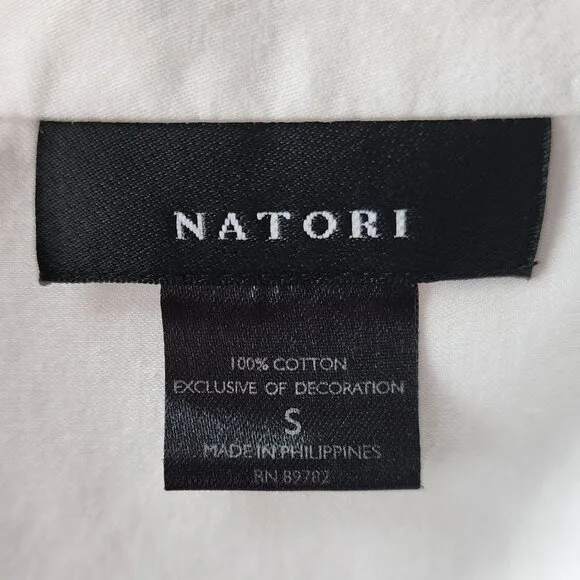 NATORI
100% COTTON
EXCLUSIVE OF DECORATION
S
MADE IN PHILIPPINES
RN 89782